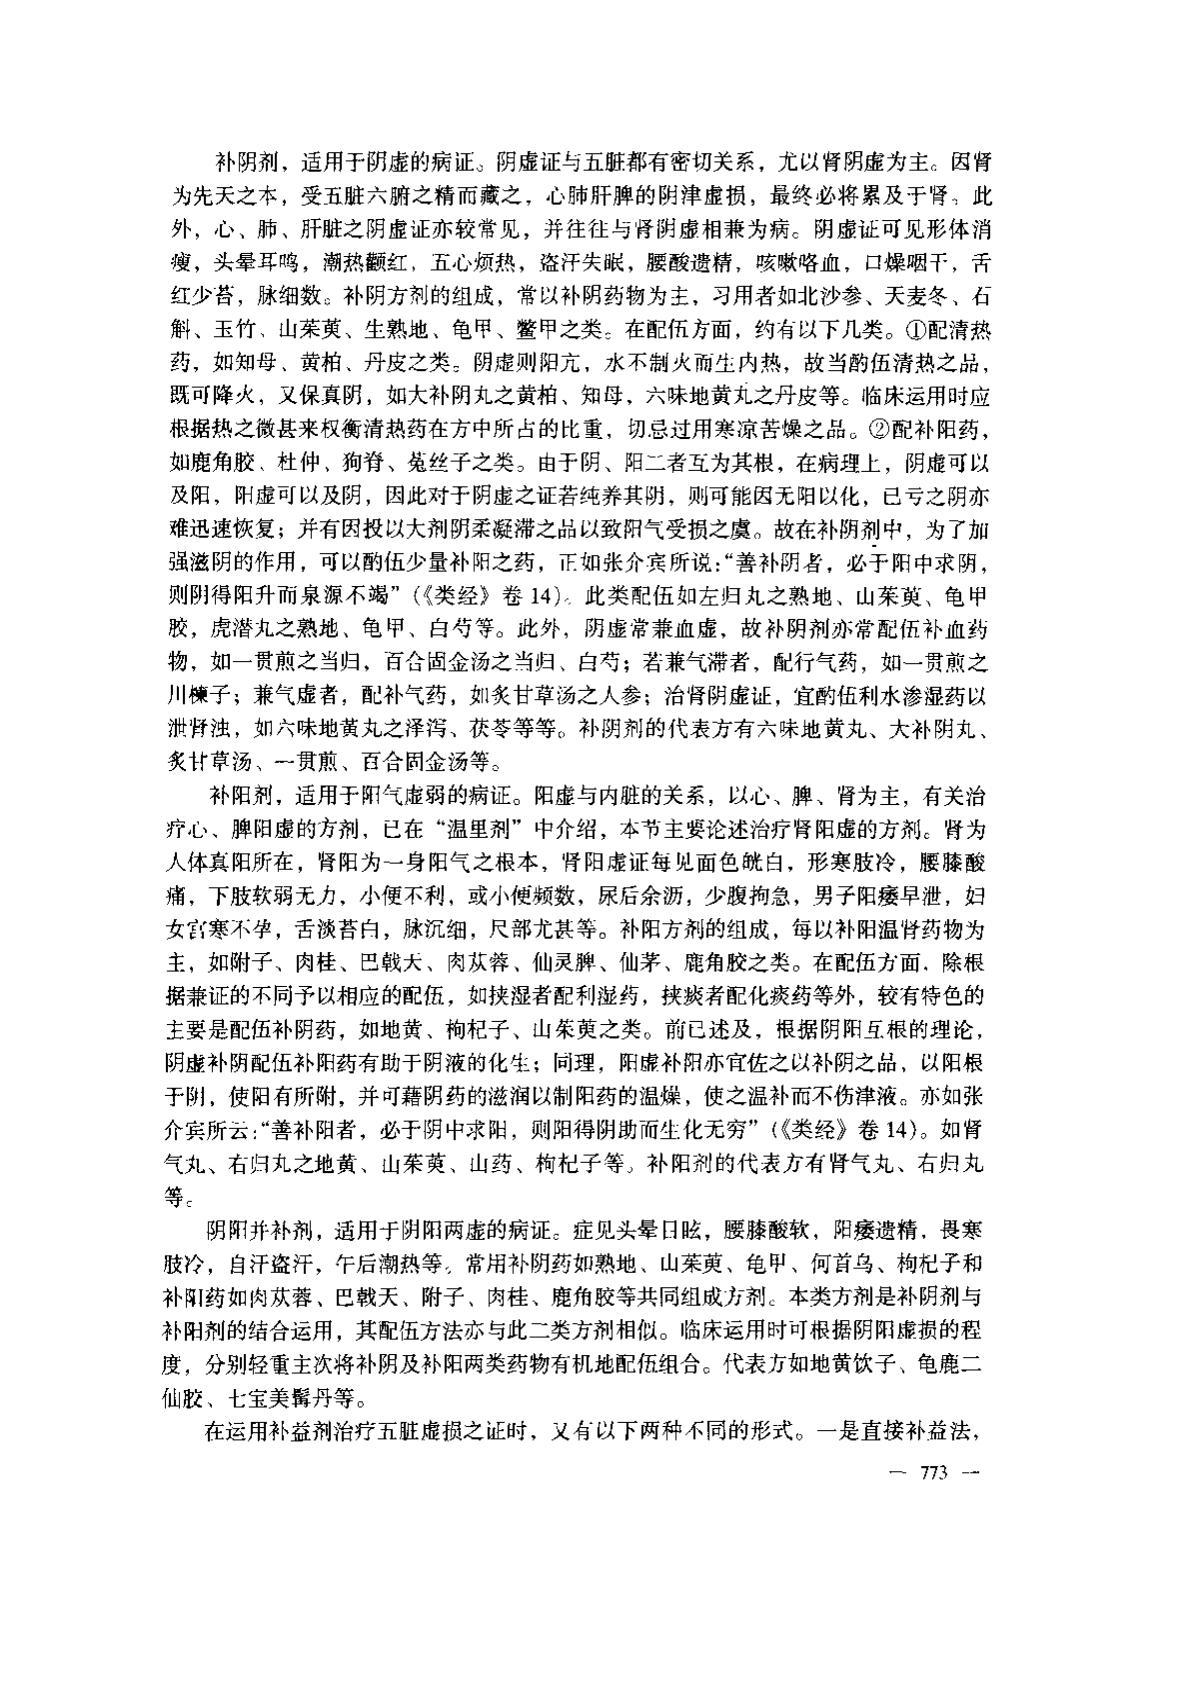 补阴剂，适用于阴虚的病证。阴虚证与五脏都有密切关系，尤以肾阴虚为主。因肾
为先天之本，受五脏六腑之精而藏之，心肺肝脾的阴津虚损，最终必将累及于肾。此
外，心、肺、肝脏之阴虚证亦较常见，并往往与肾阴虚相兼为病。阴虚证可见形体消
瘦，头晕耳鸣，潮热颧红，五心烦热，盗汗失眠，腰酸遗精，咳嗽咯血，口燥咽干，舌
红少苔，脉细数。补阴方剂的组成，常以补阴药物为主，习用者如北沙参、天麦冬、石
斛、玉竹、山茱萸、生熟地、龟甲、鳖甲之类。在配伍方面，约有以下几类。①配清热
药，如知母、黄柏、丹皮之类。阴虚则阳亢，水不制火而生内热，故当酌伍清热之品，
既可降火，又保真阴，如大补阴丸之黄柏、知母，六味地黄丸之丹皮等。临床运用时应
根据热之微甚来权衡清热药在方中所占的比重，切忌过用寒凉苦燥之品。②配补阳药，
如鹿角胶、杜仲、狗脊、菟丝子之类。由于阴、阳二者互为其根，在病理上，阴虚可以
及阳，阳虚可以及阴，因此对于阴虚之证若纯养其阴，则可能因无阳以化，已亏之阴亦
难迅速恢复；并有因投以大剂阴柔凝滞之品以致阳气受损之虞。故在补阴剂中，为了加
强滋阴的作用，可以酌伍少量补阳之药，正如张介宾所说：“善补阴者，必于阳中求阴，
则阴得阳升而泉源不竭”（《类经》卷 14）。此类配伍如左归丸之熟地、山茱萸、龟甲
胶，虎潜丸之熟地、龟甲、白芍等。此外，阴虚常兼血虚，故补阴剂亦常配伍补血药
物，如一贯煎之当归，百合固金汤之当归、白芍；若兼气滞者，配行气药，如一贯煎之
川楝子；兼气虚者，配补气药，如炙甘草汤之人参；治肾阴虚证，宜酌伍利水渗湿药以
泄肾浊，如六味地黄丸之泽泻、茯苓等等。补阴剂的代表方有六味地黄丸、大补阴丸、
炙甘草汤、一贯煎、百合固金汤等。
补阳剂，适用于阳气虚弱的病证。阳虚与内脏的关系，以心、脾、肾为主，有关治
疗心、脾阳虚的方剂，已在“温里剂”中介绍，本节主要论述治疗肾阳虚的方剂。肾为
人体真阳所在，肾阳为一身阳气之根本，肾阳虚证每见面色㿠白，形寒肢冷，腰膝酸
痛，下肢软弱无力，小便不利，或小便频数，尿后余沥，少腹拘急，男子阳痿早泄，妇
女宫寒不孕，舌淡苔白，脉沉细，尺部尤甚等。补阳方剂的组成，每以补阳温肾药物为
主，如附子、肉桂、巴戟天、肉苁蓉、仙灵脾、仙茅、鹿角胶之类。在配伍方面，除根
据兼证的不同予以相应的配伍，如挟湿者配利湿药，挟痰者配化痰药等外，较有特色的
主要是配伍补阴药，如地黄、枸杞子、山茱萸之类。前已述及，根据阴阳互根的理论，
阴虚补阴配伍补阳药有助于阴液的化生；同理，阳虚补阳亦宜佐之以补阴之品，以阳根
于阴，使阳有所附，并可藉阴药的滋润以制阳药的温燥，使之温补而不伤津液。亦如张
介宾所云：“善补阳者，必于阴中求阳，则阳得阴助而生化无穷”（《类经》卷 14）。如肾
气丸、右归丸之地黄、山茱萸、山药、枸杞子等。补阳剂的代表方有肾气丸、右归丸
等。
阴阳并补剂，适用于阴阳两虚的病证。症见头晕目眩，腰膝酸软，阳痿遗精，畏寒
肢冷，自汗盗汗，午后潮热等。常用补阴药如熟地、山茱萸、龟甲、何首乌、枸杞子和
补阳药如肉苁蓉、巴戟天、附子、肉桂、鹿角胶等共同组成方剂。本类方剂是补阴剂与
补阳剂的结合运用，其配伍方法亦与此二类方剂相似。临床运用时可根据阴阳虚损的程
度，分别轻重主次将补阴及补阳两类药物有机地配伍组合。代表方如地黄饮子、龟鹿二
仙胶、七宝美髯丹等。
在运用补益剂治疗五脏虚损之证时，又有以下两种不同的形式。一是直接补益法，
— 773 —